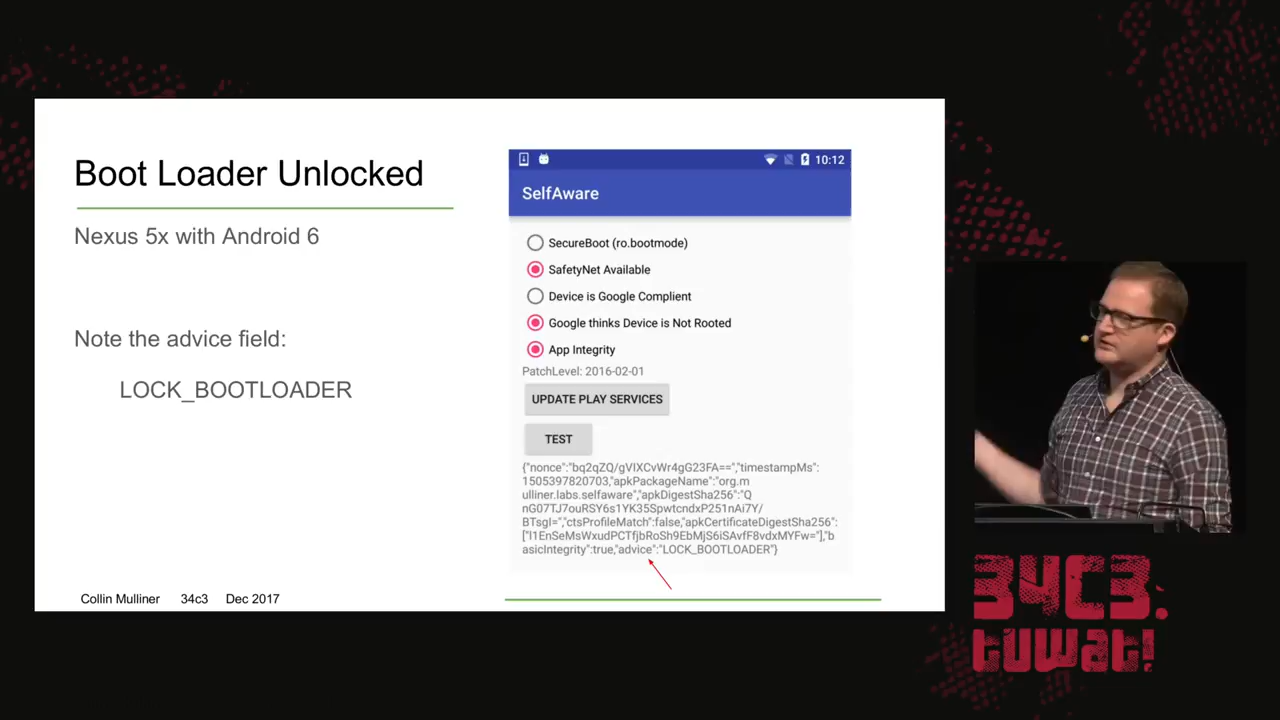 Boot Loader Unlocked
Nexus 5x with Android 6
Note the advice field:
LOCK_BOOTLOADER
10:12
SelfAware
SecureBoot (ro.bootmode)
SafetyNet Available
Device is Google Complient
Google thinks Device is Not Rooted
App Integrity
PatchLevel: 2016-02-01
UPDATE PLAY SERVICES
TEST
{"nonce":"bq2qZQ/gVIXCvWr4gG23FA==","timestampMs":
1505397820703,"apkPackageName":"org.m
ulliner.labs.selfaware","apkDigestSha256":"Q
nG07TJ7ouRSY6s1YK35SpwtcndxP251nAi7Y/
BTsgI=","ctsProfileMatch":false,"apkCertificateDigestSha256":
["l1EnSeMsWxudPCTfjbRoSh9EbMjS6iSAvfF8vdxMYFw="],"b
asicIntegrity":true,"advice":"LOCK_BOOTLOADER"}
Collin Mulliner 34c3 Dec 2017
34C3.
tuwat!